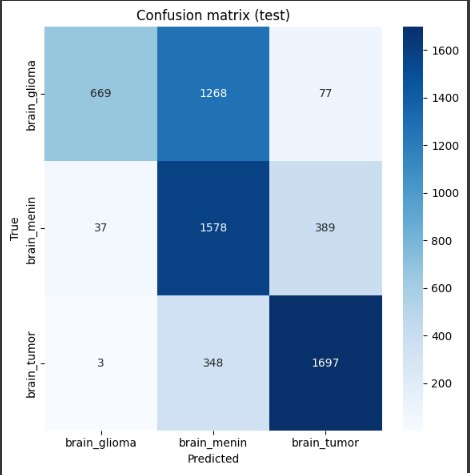 Confusion matrix (test)
True
brain_glioma
669 1268 77
brain_menin
37 1578 389
brain_tumor
3 348 1697
brain_glioma brain_menin brain_tumor
Predicted
1600
1400
1200
1000
800
600
400
200